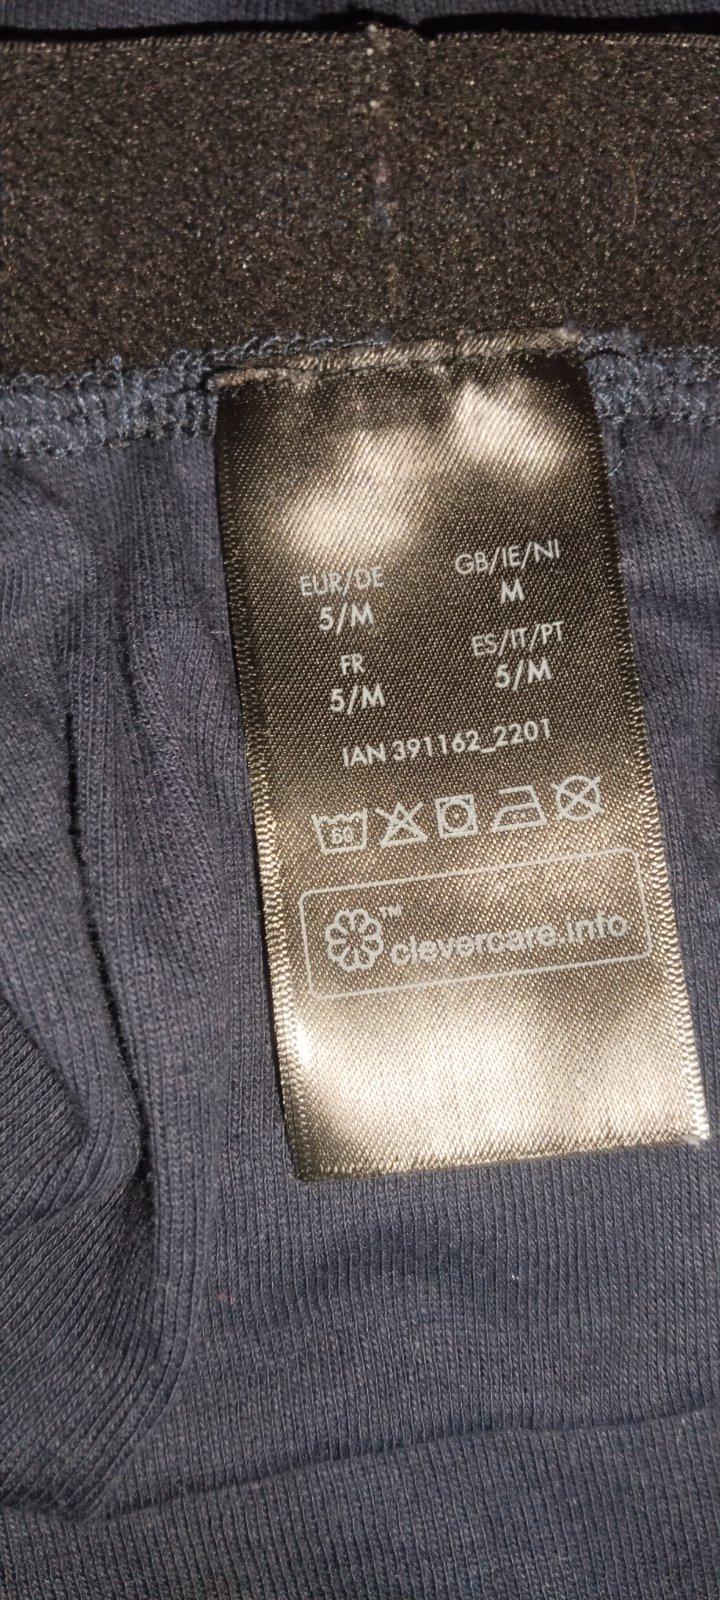 EUR/DE
5/M
GB/IE/NI
M
FR
5/M
ES/IT/PT
5/M
IAN 391162_2201
60
™
clevercare.info